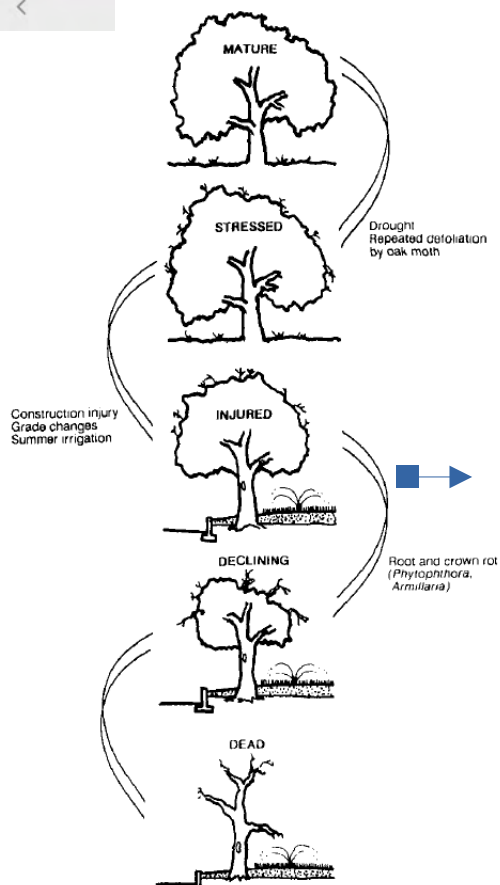 MATURE
STRESSED
Drought
Repeated defoliation
by oak moth
Construction injury
Grade changes
Summer irrigation
INJURED
DECLINING
Root and crown rot
(Phytophthora,
Armillaria)
DEAD